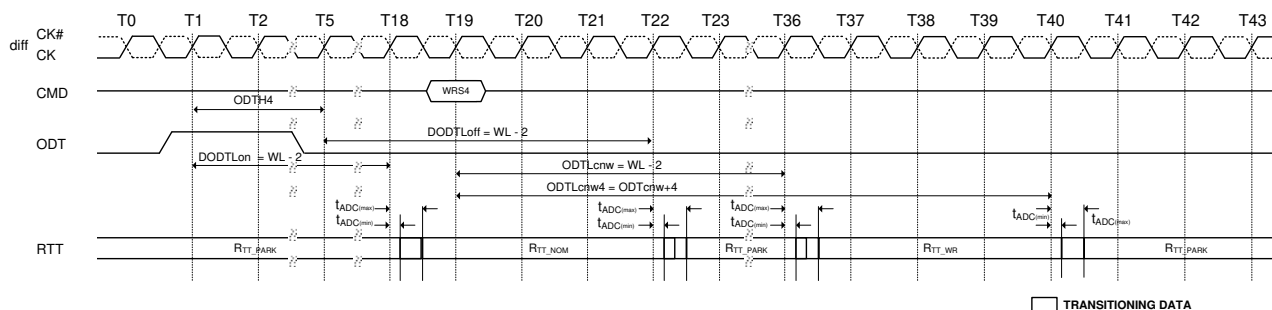 T0 T1 T2 T5 T18 T19 T20 T21 T22 T23 T36 T37 T38 T39 T40 T41 T42 T43
diff CK#
CK
CMD WRS4
ODTH4
ODT DODTLoff = WL - 2
DODTLon = WL - 2 ODTLcnw = WL - 2
ODTLcnw4 = ODTcnw+4
tADC(max) tADC(max) tADC(max) tADC(min) tADC(max)
tADC(min) tADC(min) tADC(min)
RTT RTT_PARK RTT_NOM RTT_PARK RTT_WR RTT_PARK
TRANSITIONING DATA